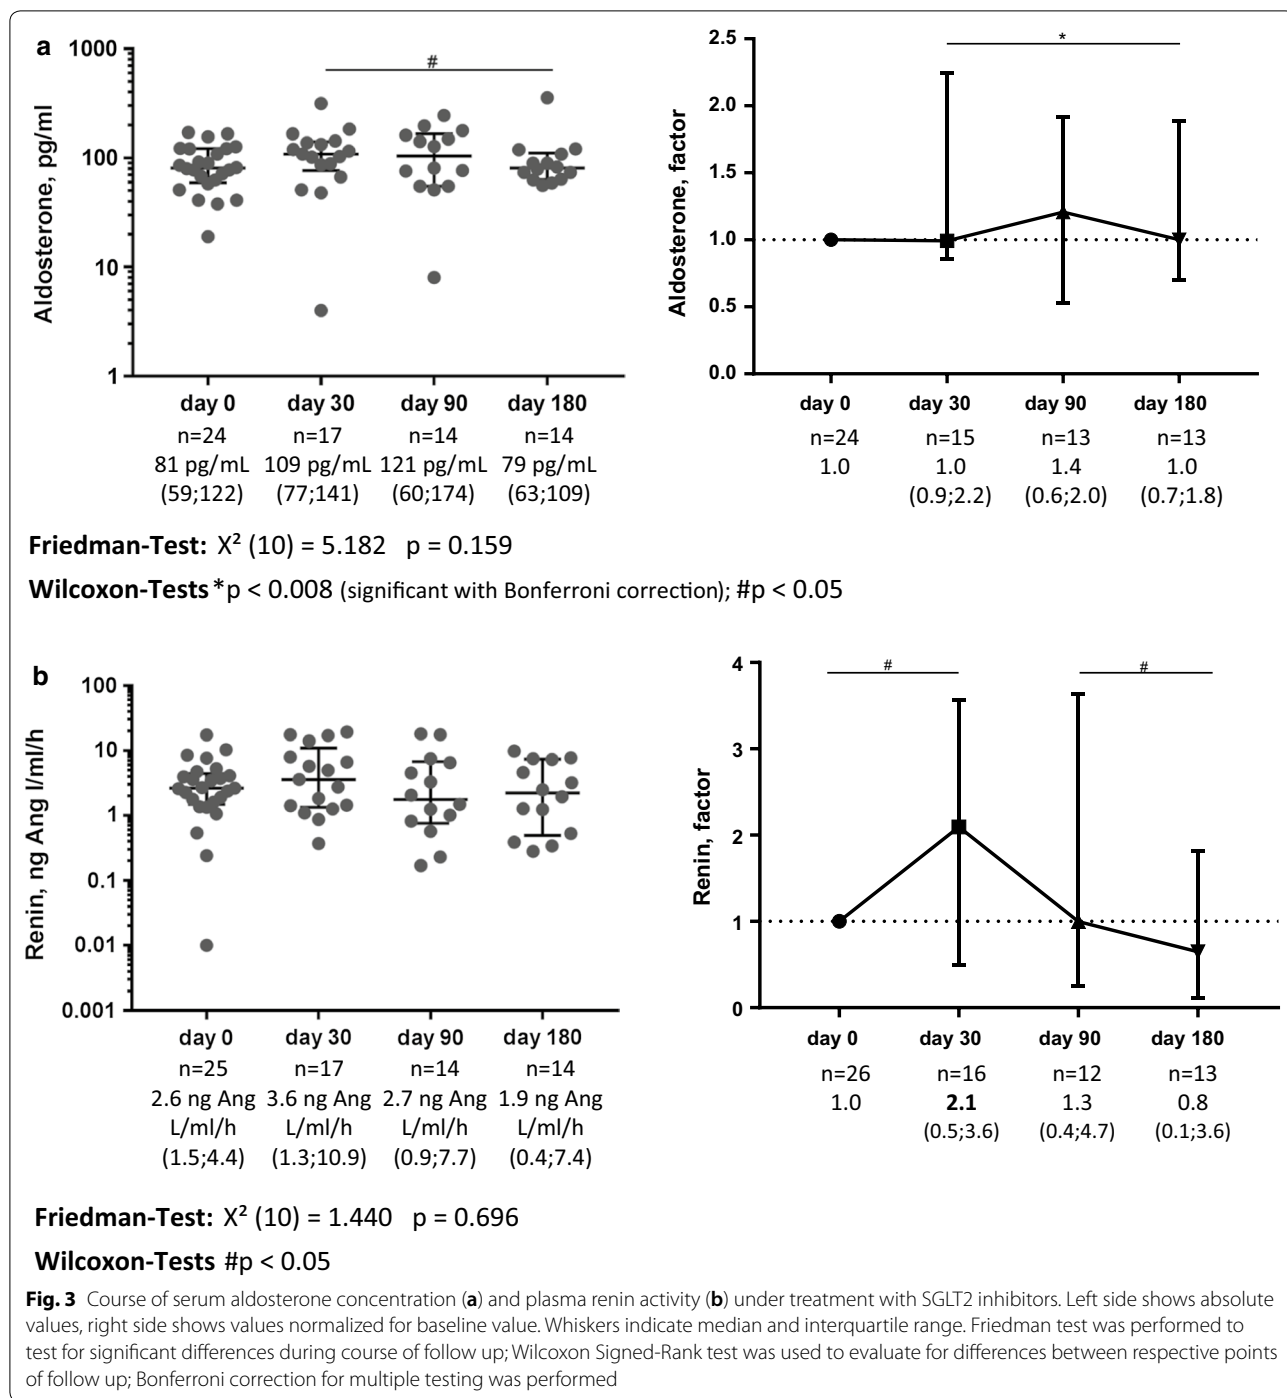 a
Aldosterone, pg/ml
1000
100
10
1
#
day 0 day 30 day 90 day 180
n=24 n=17 n=14 n=14
81 pg/mL 109 pg/mL 121 pg/mL 79 pg/mL
(59;122) (77;141) (60;174) (63;109)
Aldosterone, factor
2.5
2.0
1.5
1.0
0.5
0.0
*
day 0 day 30 day 90 day 180
n=24 n=15 n=13 n=13
1.0 1.0 1.4 1.0
(0.9;2.2) (0.6;2.0) (0.7;1.8)
Friedman-Test: X² (10) = 5.182 p = 0.159
Wilcoxon-Tests *p < 0.008 (significant with Bonferroni correction); #p < 0.05
b
Renin, ng Ang I/ml/h
100
10
1
0.1
0.01
0.001
day 0 day 30 day 90 day 180
n=25 n=17 n=14 n=14
2.6 ng Ang 3.6 ng Ang 2.7 ng Ang 1.9 ng Ang
L/ml/h L/ml/h L/ml/h L/ml/h
(1.5;4.4) (1.3;10.9) (0.9;7.7) (0.4;7.4)
Renin, factor
4
3
2
1
0
# #
day 0 day 30 day 90 day 180
n=26 n=16 n=12 n=13
1.0 2.1 1.3 0.8
(0.5;3.6) (0.4;4.7) (0.1;3.6)
Friedman-Test: X² (10) = 1.440 p = 0.696
Wilcoxon-Tests #p < 0.05
Fig. 3 Course of serum aldosterone concentration (a) and plasma renin activity (b) under treatment with SGLT2 inhibitors. Left side shows absolute
values, right side shows values normalized for baseline value. Whiskers indicate median and interquartile range. Friedman test was performed to
test for significant differences during course of follow up; Wilcoxon Signed-Rank test was used to evaluate for differences between respective points
of follow up; Bonferroni correction for multiple testing was performed